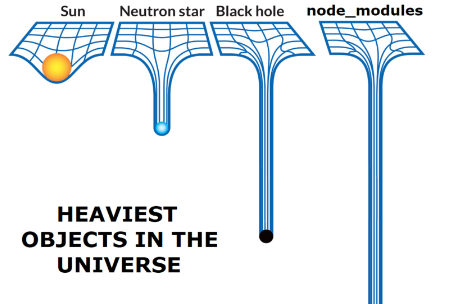 Sun
Neutron star
Black hole
node_modules
HEAVIEST
OBJECTS IN THE
UNIVERSE